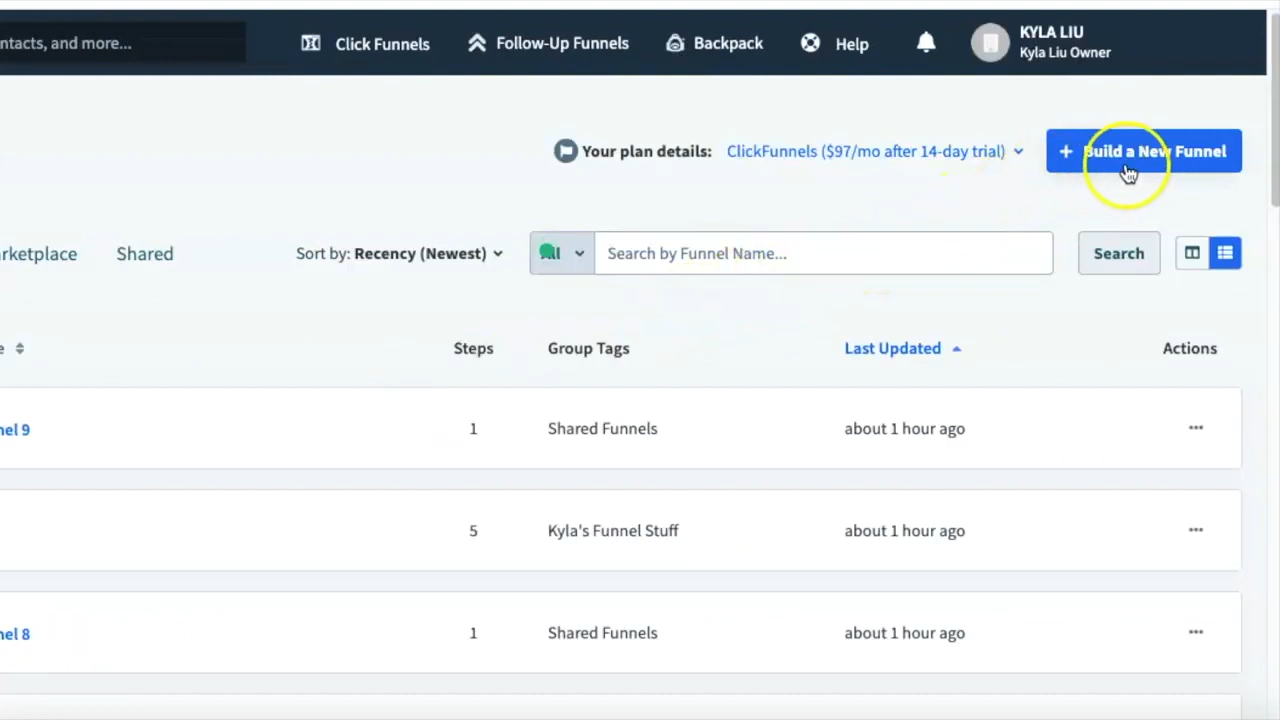 ntacts, and more...
Click Funnels
Follow-Up Funnels
Backpack
Help
KYLA LIU
Kyla Liu Owner
Your plan details: ClickFunnels ($97/mo after 14-day trial)
+ Build a New Funnel
rketplace
Shared
Sort by: Recency (Newest)
All
Search by Funnel Name...
Search
e
Steps
Group Tags
Last Updated
Actions
nel 9
1
Shared Funnels
about 1 hour ago
...
5
Kyla's Funnel Stuff
about 1 hour ago
...
nel 8
1
Shared Funnels
about 1 hour ago
...